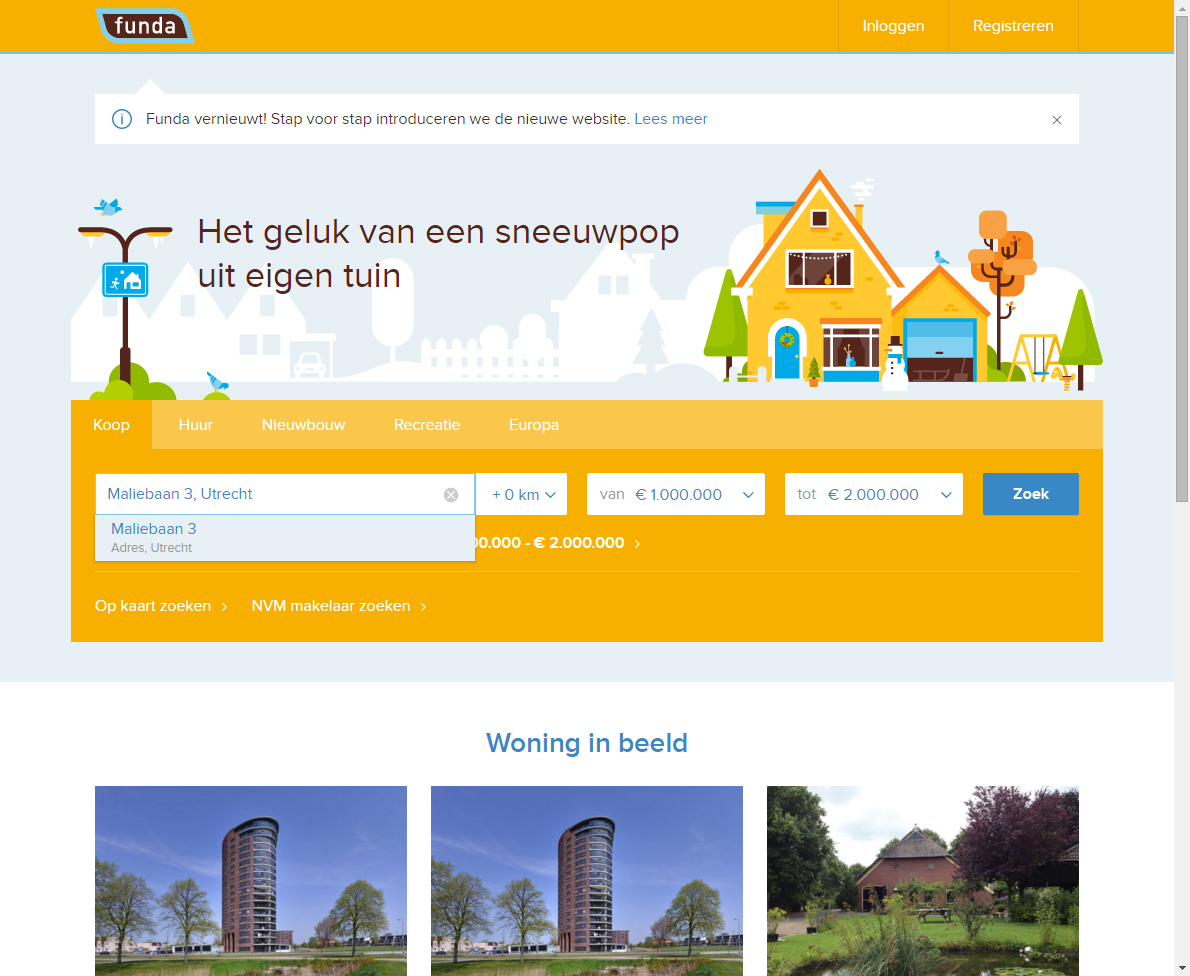 funda
Inloggen
Registreren
Funda vernieuwt! Stap voor stap introduceren we de nieuwe website. Lees meer
Het geluk van een sneeuwpop
uit eigen tuin
Koop
Huur
Nieuwbouw
Recreatie
Europa
Maliebaan 3, Utrecht
+ 0 km
van € 1.000.000
tot € 2.000.000
Zoek
Maliebaan 3
Adres, Utrecht
00.000 - € 2.000.000
Op kaart zoeken
NVM makelaar zoeken
Woning in beeld